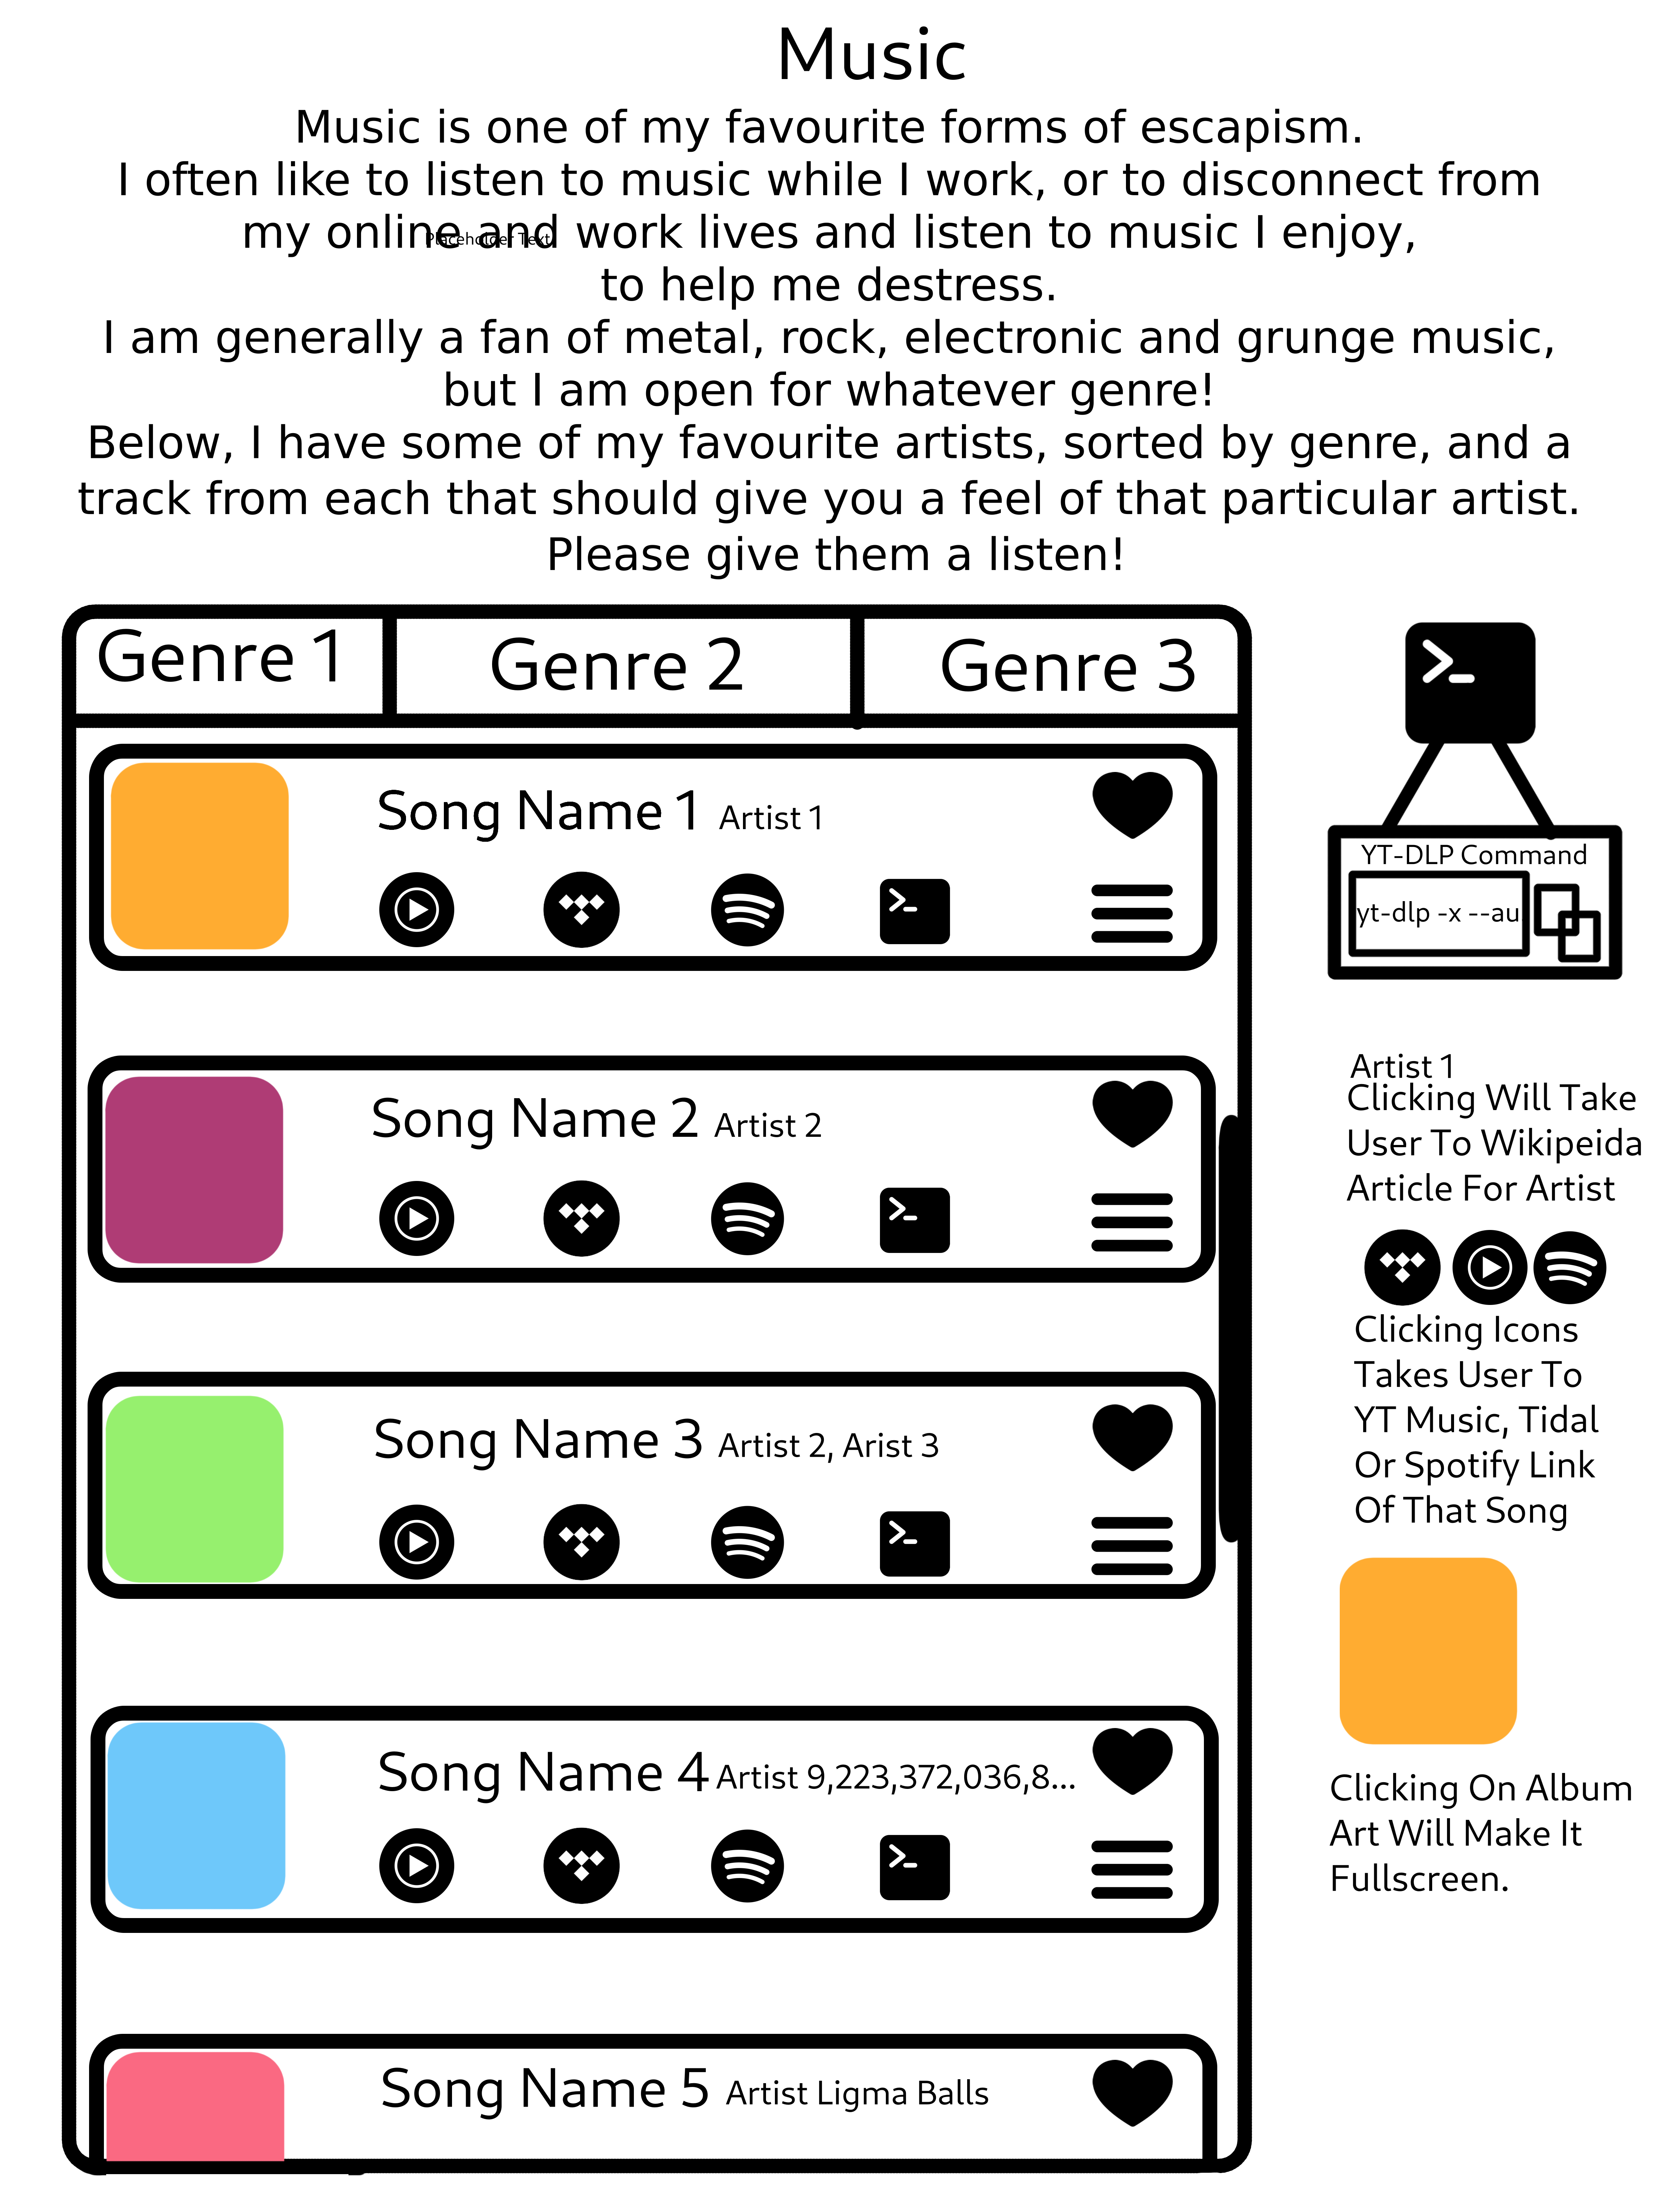 Music
Music is one of my favourite forms of escapism.
I often like to listen to music while I work, or to disconnect from
my online and work lives and listen to music I enjoy,
Placeholder Text
to help me destress.
I am generally a fan of metal, rock, electronic and grunge music,
but I am open for whatever genre!
Below, I have some of my favourite artists, sorted by genre, and a
track from each that should give you a feel of that particular artist.
Please give them a listen!
Genre 1
Genre 2
Genre 3
Song Name 1 Artist 1
Song Name 2 Artist 2
Song Name 3 Artist 2, Arist 3
Song Name 4 Artist 9,223,372,036,8...
Song Name 5 Artist Ligma Balls
YT-DLP Command
yt-dlp -x --au
Artist 1
Clicking Will Take
User To Wikipeida
Article For Artist
Clicking Icons
Takes User To
YT Music, Tidal
Or Spotify Link
Of That Song
Clicking On Album
Art Will Make It
Fullscreen.